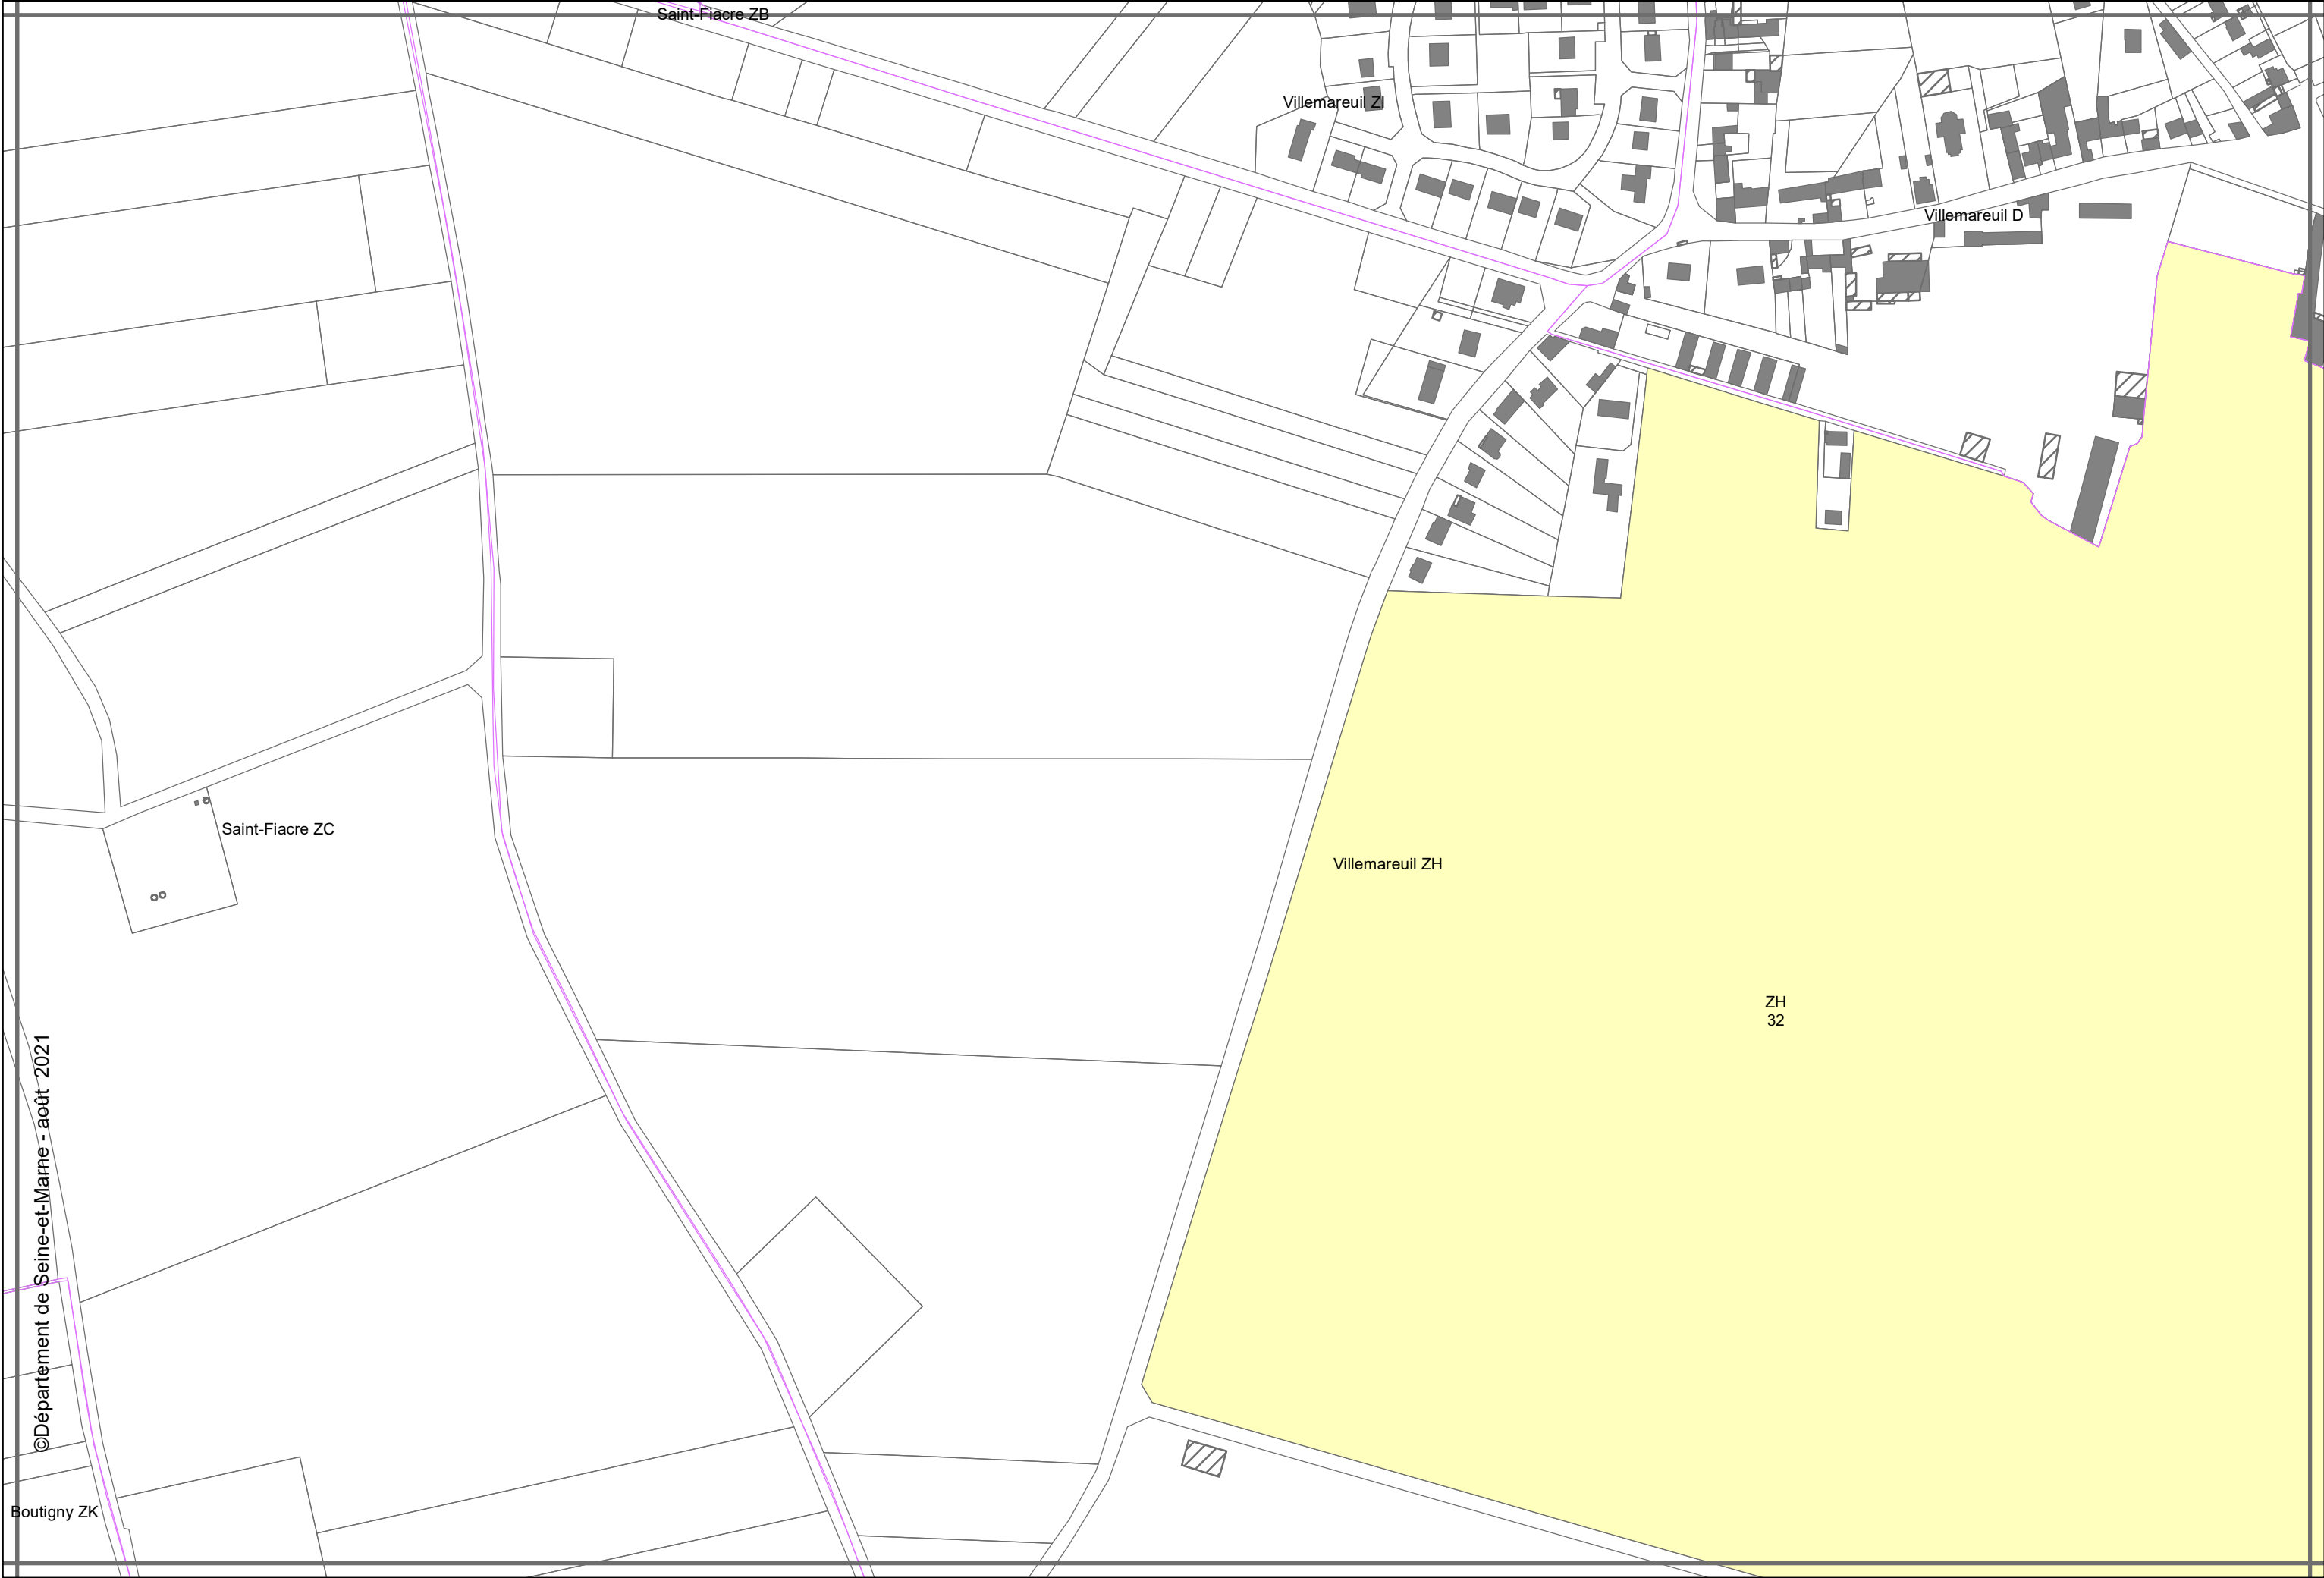 Saint-Fiacre ZB
Villemareuil ZI
Villemareuil D
Saint-Fiacre ZC
Villemareuil ZH
ZH
32
©Département de Seine-et-Marne - août 2021
Boutigny ZK